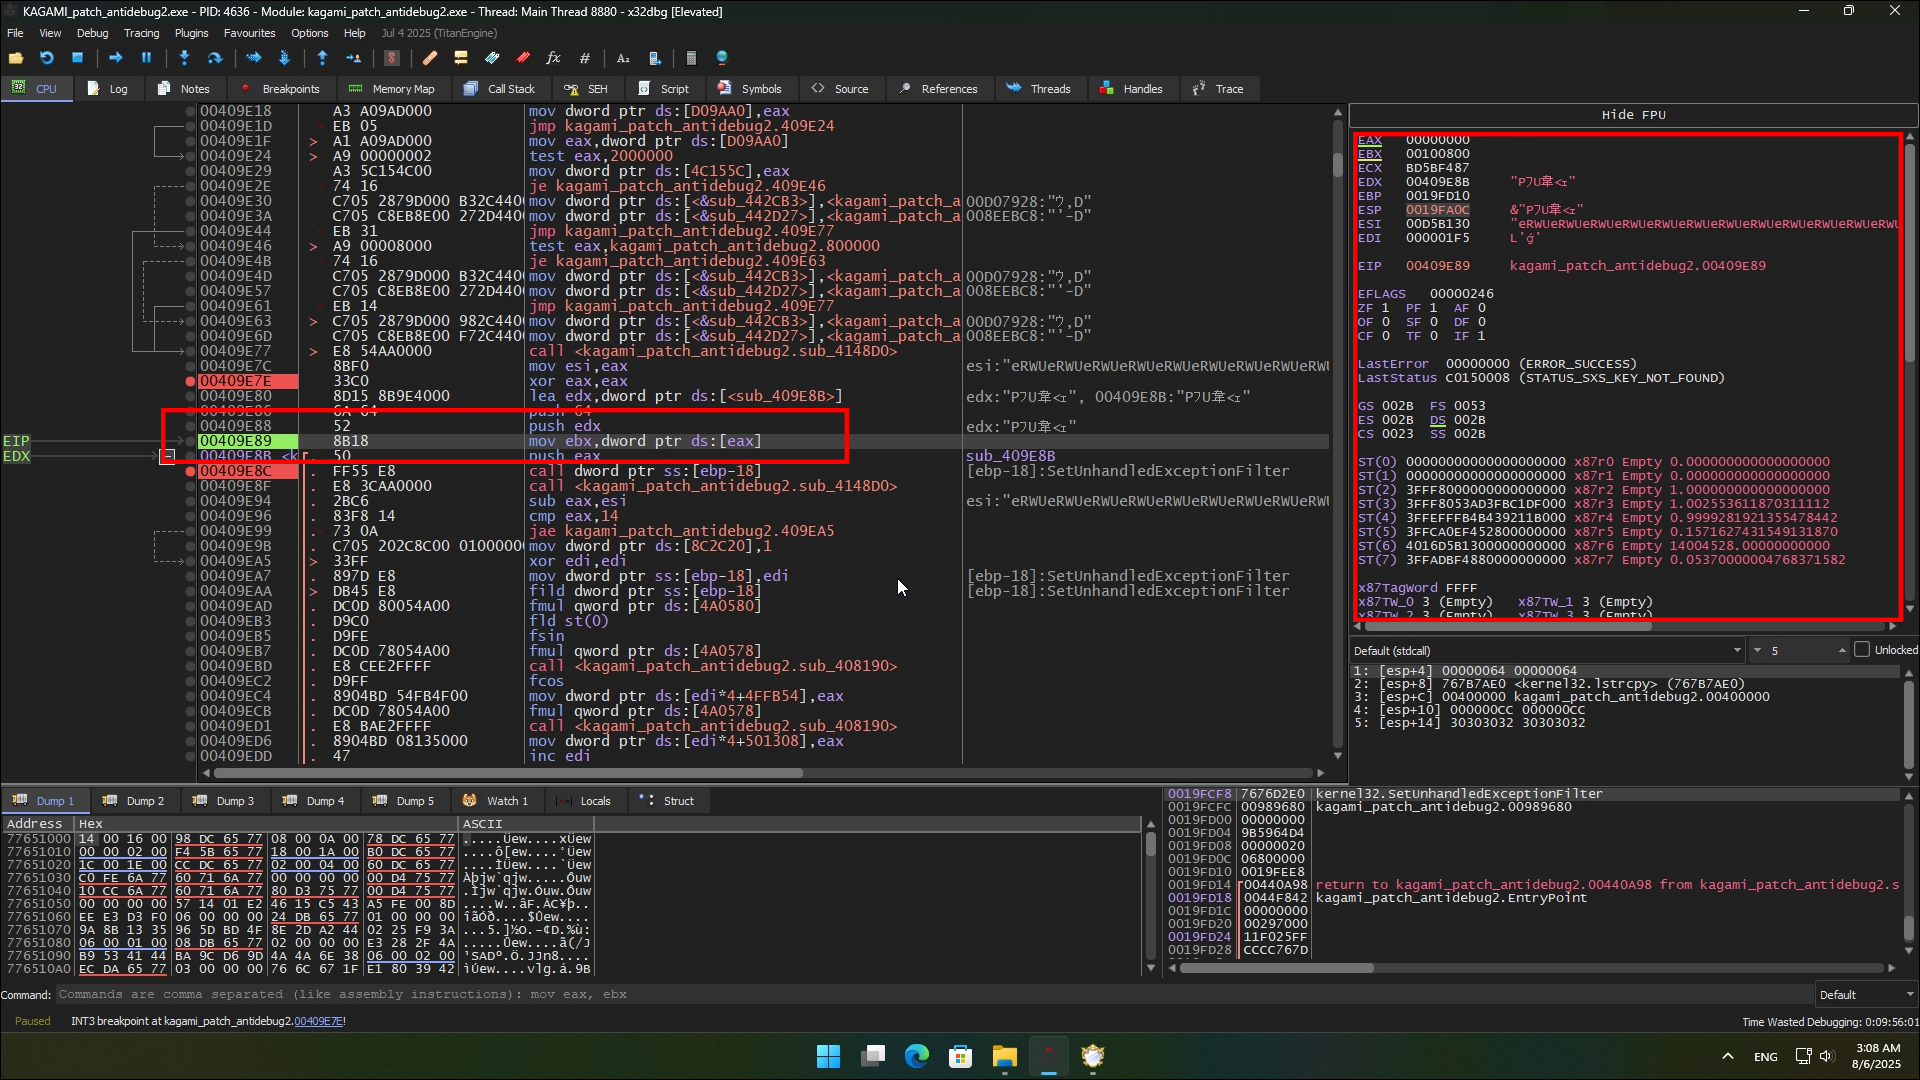 KAGAMI_patch_antidebug2.exe - PID: 4636 - Module: kagami_patch_antidebug2.exe - Thread: Main Thread 8880 - x32dbg [Elevated]
File View Debug Tracing Plugins Favourites Options Help Jul 4 2025 (TitanEngine)
CPU Log Notes Breakpoints Memory Map Call Stack SEH Script Symbols Source References Threads Handles Trace
00409E18 A3 A09AD000 mov dword ptr ds:[D09AA0],eax
00409E1D EB 05 jmp kagami_patch_antidebug2.409E24
00409E1F > A1 A09AD000 mov eax,dword ptr ds:[D09AA0]
00409E24 > A9 00000002 test eax,2000000
00409E29 A3 5C154C00 mov dword ptr ds:[4C155C],eax
00409E2E 74 16 je kagami_patch_antidebug2.409E46
00409E30 C705 2879D000 B32C440 mov dword ptr ds:[<&sub_442CB3>],<kagami_patch_a 00D07928:"ｳ,D"
00409E3A C705 C8EB8E00 272D440 mov dword ptr ds:[<&sub_442D27>],<kagami_patch_a 008EEBC8:"'-D"
00409E44 EB 31 jmp kagami_patch_antidebug2.409E77
00409E46 > A9 00008000 test eax,kagami_patch_antidebug2.800000
00409E4B 74 16 je kagami_patch_antidebug2.409E63
00409E4D C705 2879D000 B32C440 mov dword ptr ds:[<&sub_442CB3>],<kagami_patch_a 00D07928:"ｳ,D"
00409E57 C705 C8EB8E00 272D440 mov dword ptr ds:[<&sub_442D27>],<kagami_patch_a 008EEBC8:"'-D"
00409E61 EB 14 jmp kagami_patch_antidebug2.409E77
00409E63 > C705 2879D000 982C440 mov dword ptr ds:[<&sub_442CB3>],<kagami_patch_a 00D07928:"ｳ,D"
00409E6D C705 C8EB8E00 F72C440 mov dword ptr ds:[<&sub_442D27>],<kagami_patch_a 008EEBC8:"'-D"
00409E77 > E8 54AA0000 call <kagami_patch_antidebug2.sub_4148D0>
00409E7C 8BF0 mov esi,eax esi:"eRWUeRWUeRWUeRWUeRWUeRWUeRWUeRWU
00409E7E 33C0 xor eax,eax
00409E80 8D15 8B9E4000 lea edx,dword ptr ds:[<sub_409E8B>]
00409E86 6A 64 push 64
00409E88 52 push edx
EIP 00409E89 8B18 mov ebx,dword ptr ds:[eax]
EDX 00409E8B <k 50 push eax sub_409E8B
00409E8C FF55 E8 call dword ptr ss:[ebp-18] [ebp-18]:SetUnhandledExceptionFilter
00409E8F E8 3CAA0000 call <kagami_patch_antidebug2.sub_4148D0>
00409E94 2BC6 sub eax,esi esi:"eRWUeRWUeRWUeRWUeRWUeRWUeRWUeRWU
00409E96 83F8 14 cmp eax,14
00409E99 73 0A jae kagami_patch_antidebug2.409EA5
00409E9B C705 202C8C00 0100000 mov dword ptr ds:[8C2C20],1
00409EA5 > 33FF xor edi,edi
00409EA7 897D E8 mov dword ptr ss:[ebp-18],edi [ebp-18]:SetUnhandledExceptionFilter
00409EAA > DB45 E8 fild dword ptr ss:[ebp-18] [ebp-18]:SetUnhandledExceptionFilter
00409EAD DC0D 80054A00 fmul qword ptr ds:[4A0580]
00409EB3 D9C0 fld st(0)
00409EB5 D9FE fsin
00409EB7 DC0D 78054A00 fmul qword ptr ds:[4A0578]
00409EBD E8 CEE2FFFF call <kagami_patch_antidebug2.sub_408190>
00409EC2 D9FF fcos
00409EC4 8904BD 54FB4F00 mov dword ptr ds:[edi*4+4FFB54],eax
00409ECB DC0D 78054A00 fmul qword ptr ds:[4A0578]
00409ED1 E8 BAE2FFFF call <kagami_patch_antidebug2.sub_408190>
00409ED6 8904BD 08135000 mov dword ptr ds:[edi*4+501308],eax
00409EDD 47 inc edi
Hide FPU
EAX 00000000
EBX 00100800
ECX BD5BF487
EDX 00409E8B
EBP 0019FD10
ESP 0019FA0C
ESI 00D5B130 "eRWUeRWUeRWUeRWUeRWUeRWUeRWUeRWUeRWU
EDI 000001F5 L'ǵ'
EIP 00409E89 kagami_patch_antidebug2.00409E89
EFLAGS 00000246
ZF 1 PF 1 AF 0
OF 0 SF 0 DF 0
CF 0 TF 0 IF 1
LastError 00000000 (ERROR_SUCCESS)
LastStatus C0150008 (STATUS_SXS_KEY_NOT_FOUND)
GS 002B FS 0053
ES 002B DS 002B
CS 0023 SS 002B
ST(0) 00000000000000000000 x87r0 Empty 0.000000000000000000
ST(1) 00000000000000000000 x87r1 Empty 0.000000000000000000
ST(2) 3FFF8000000000000000 x87r2 Empty 1.000000000000000000
ST(3) 3FFF8053AD3FBC1DF000 x87r3 Empty 1.002553611870311112
ST(4) 3FFEFFFB4B439211B000 x87r4 Empty 0.9999281921355478442
ST(5) 3FFCA0EF452800000000 x87r5 Empty 0.1571627431549131870
ST(6) 4016D5B1300000000000 x87r6 Empty 14004528.00000000000
ST(7) 3FFADBF4880000000000 x87r7 Empty 0.0537000004768371582
x87TagWord FFFF
x87TW_0 3 (Empty) x87TW_1 3 (Empty)
x87TW_2 3 (Empty) x87TW_3 3 (Empty)
Default (stdcall) 5 Unlocked
1: [esp+4] 00000064 00000064
2: [esp+8] 767B7AE0 <kernel32.lstrcpy> (767B7AE0)
3: [esp+C] 00400000 kagami_patch_antidebug2.00400000
4: [esp+10] 000000CC 000000CC
5: [esp+14] 30303032 30303032
Dump 1 Dump 2 Dump 3 Dump 4 Dump 5 Watch 1 Locals Struct
Address Hex ASCII
77651000 14 00 16 00 98 DC 65 77 08 00 0A 00 78 DC 65 77 .....Üew....xÜew
77651010 00 00 02 00 F4 5B 65 77 18 00 1A 00 B0 DC 65 77 ....ô[ew....°Üew
77651020 1C 00 1E 00 CC DC 65 77 02 00 04 00 60 DC 65 77 ....ÌÜew....`Üew
77651030 C0 FE 6A 77 60 71 6A 77 00 00 00 00 00 D4 75 77 Àþjw`qjw.....Ôuw
77651040 10 CC 6A 77 60 71 6A 77 80 D3 75 77 00 D4 75 77 .Ìjw`qjw.Óuw.Ôuw
77651050 00 00 00 00 57 14 01 E2 46 15 C5 43 A5 FE 00 8D ....W..âF.ÅC¥þ..
77651060 EE E3 D3 F0 06 00 00 00 24 DB 65 77 01 00 00 00 îãÓð....$Ûew....
77651070 9A 8B 13 35 96 5D BD 4F 8E 2D A2 44 02 25 F9 3A ...5.]½O.-¢D.%ù:
77651080 06 00 01 00 08 DB 65 77 02 00 00 00 E3 28 2F 4A .....Ûew....ã(/J
77651090 B9 53 41 44 BA 9C D6 9D 4A 4A 6E 38 06 00 02 00 ¹SADº.Ö.JJn8....
776510A0 EC DA 65 77 03 00 00 00 76 6C 67 1F E1 80 39 42 ìÚew....vlg.á.9B
0019FCF8 7676D2E0 kernel32.SetUnhandledExceptionFilter
0019FCFC 00989680 kagami_patch_antidebug2.00989680
0019FD00 00000000
0019FD04 9B5964D4
0019FD08 00000020
0019FD0C 06800000
0019FD10 0019FEE8
0019FD14 00440A98 return to kagami_patch_antidebug2.00440A98 from kagami_patch_antidebug2.s
0019FD18 0044F842 kagami_patch_antidebug2.EntryPoint
0019FD1C 00000000
0019FD20 00297000
0019FD24 11F025FF
0019FD28 CCCC767D
Command: Commands are comma separated (like assembly instructions): mov eax, ebx Default
Paused INT3 breakpoint at kagami_patch_antidebug2.00409E7E! Time Wasted Debugging: 0:09:56:01
ENG 3:08 AM
8/6/2025